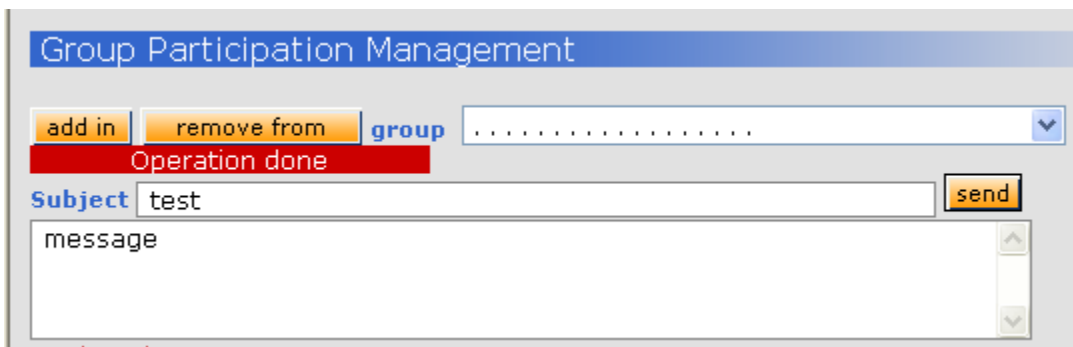 Group Participation Management
add in remove from group . . . . . . . . . . . . . . . . . .
Operation done
Subject test send
message